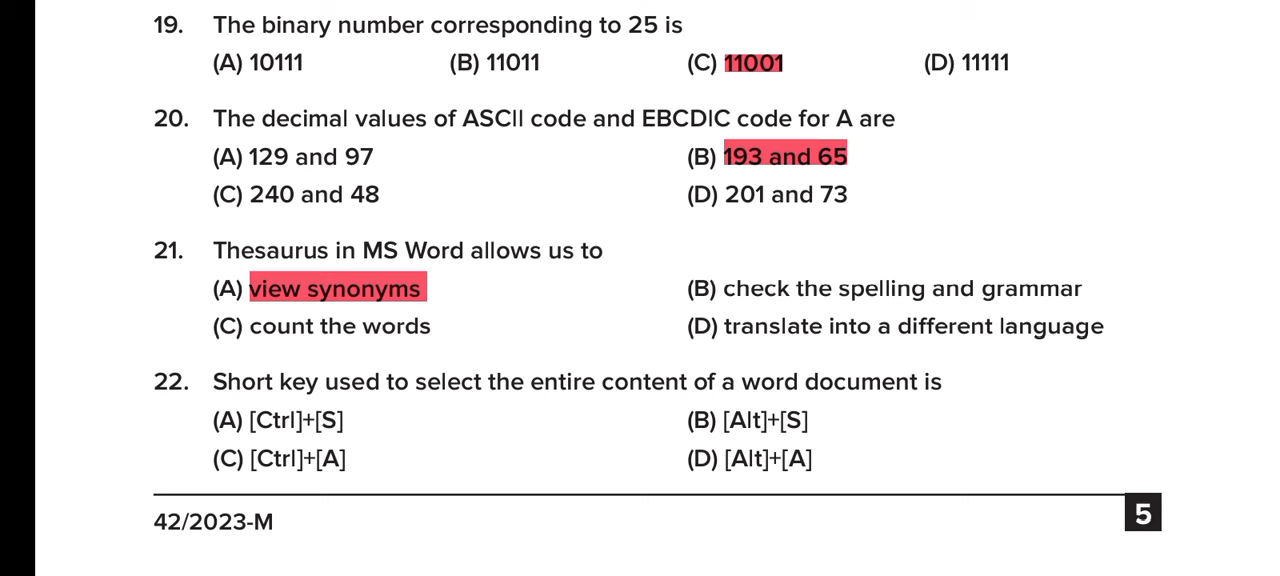 19. The binary number corresponding to 25 is
(A) 10111 (B) 11011 (C) 11001 (D) 11111
20. The decimal values of ASCII code and EBCDIC code for A are
(A) 129 and 97 (B) 193 and 65
(C) 240 and 48 (D) 201 and 73
21. Thesaurus in MS Word allows us to
(A) view synonyms (B) check the spelling and grammar
(C) count the words (D) translate into a different language
22. Short key used to select the entire content of a word document is
(A) [Ctrl]+[S] (B) [Alt]+[S]
(C) [Ctrl]+[A] (D) [Alt]+[A]
42/2023-M 5